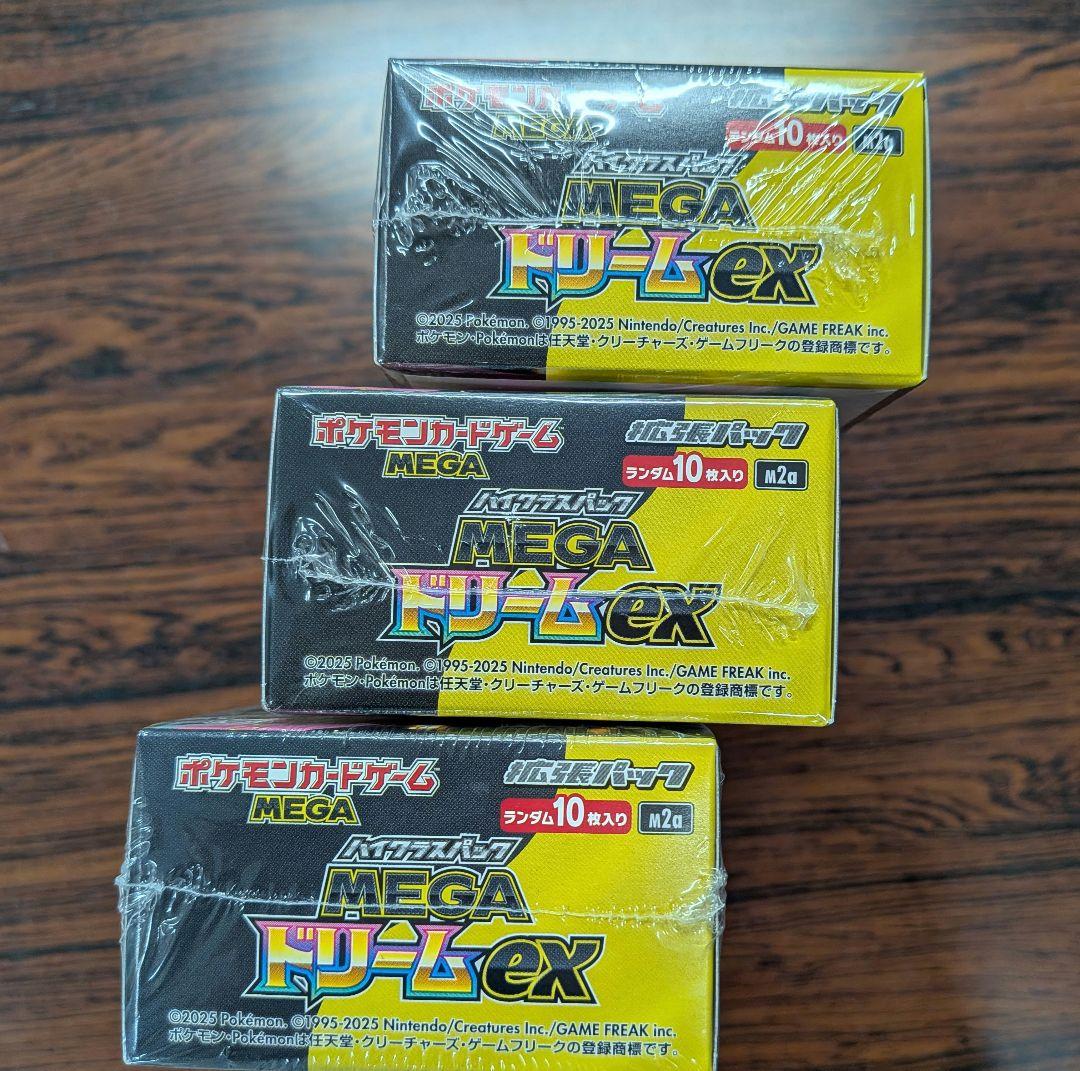 ポケモンカードゲーム 拡張パック
MEGA ランダム10枚入り M2a
ハイクラスパック
MEGA
ドリームex
©2025 Pokémon. ©1995-2025 Nintendo/Creatures Inc./GAME FREAK inc.
ポケモン・Pokémonは任天堂・クリーチャーズ・ゲームフリークの登録商標です。
ポケモンカードゲーム 拡張パック
MEGA ランダム10枚入り M2a
ハイクラスパック
MEGA
ドリームex
©2025 Pokémon. ©1995-2025 Nintendo/Creatures Inc./GAME FREAK inc.
ポケモン・Pokémonは任天堂・クリーチャーズ・ゲームフリークの登録商標です。
ポケモンカードゲーム 拡張パック
MEGA ランダム10枚入り M2a
ハイクラスパック
MEGA
ドリームex
©2025 Pokémon. ©1995-2025 Nintendo/Creatures Inc./GAME FREAK inc.
ポケモン・Pokémonは任天堂・クリーチャーズ・ゲームフリークの登録商標です。